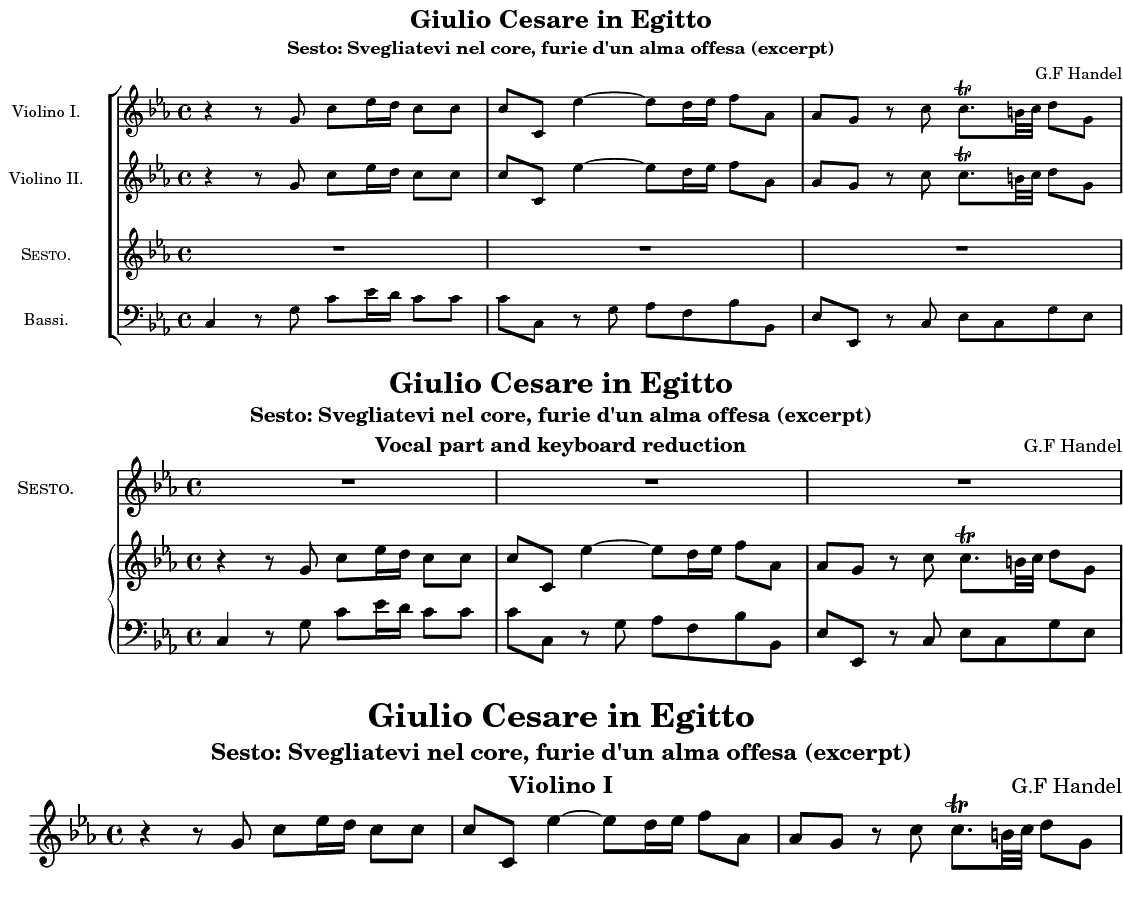 Giulio Cesare in Egitto
Sesto: Svegliatevi nel core, furie d'un alma offesa (excerpt)
G.F Handel
Violino I.
Violino II.
Sesto.
Bassi.
Giulio Cesare in Egitto
Sesto: Svegliatevi nel core, furie d'un alma offesa (excerpt)
Vocal part and keyboard reduction G.F Handel
Sesto.
Giulio Cesare in Egitto
Sesto: Svegliatevi nel core, furie d'un alma offesa (excerpt)
Violino I G.F Handel